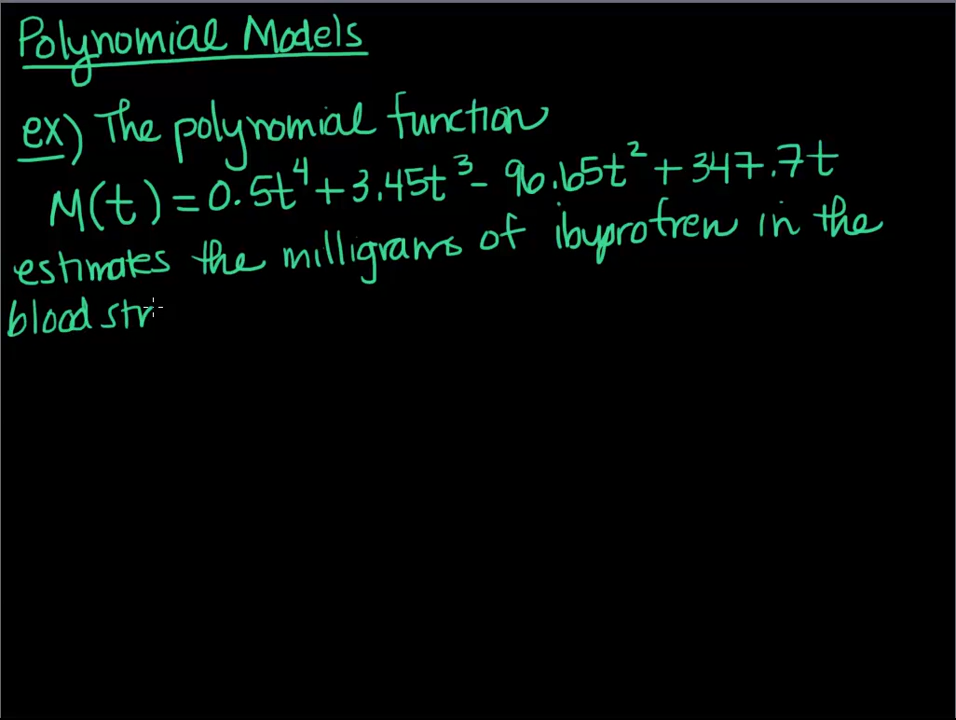 Polynomial Models
ex) The polynomial function
M(t) = 0.5t⁴ + 3.45t³ - 96.65t² + 347.7t
estimates the milligrams of ibuprofren in the
blood str